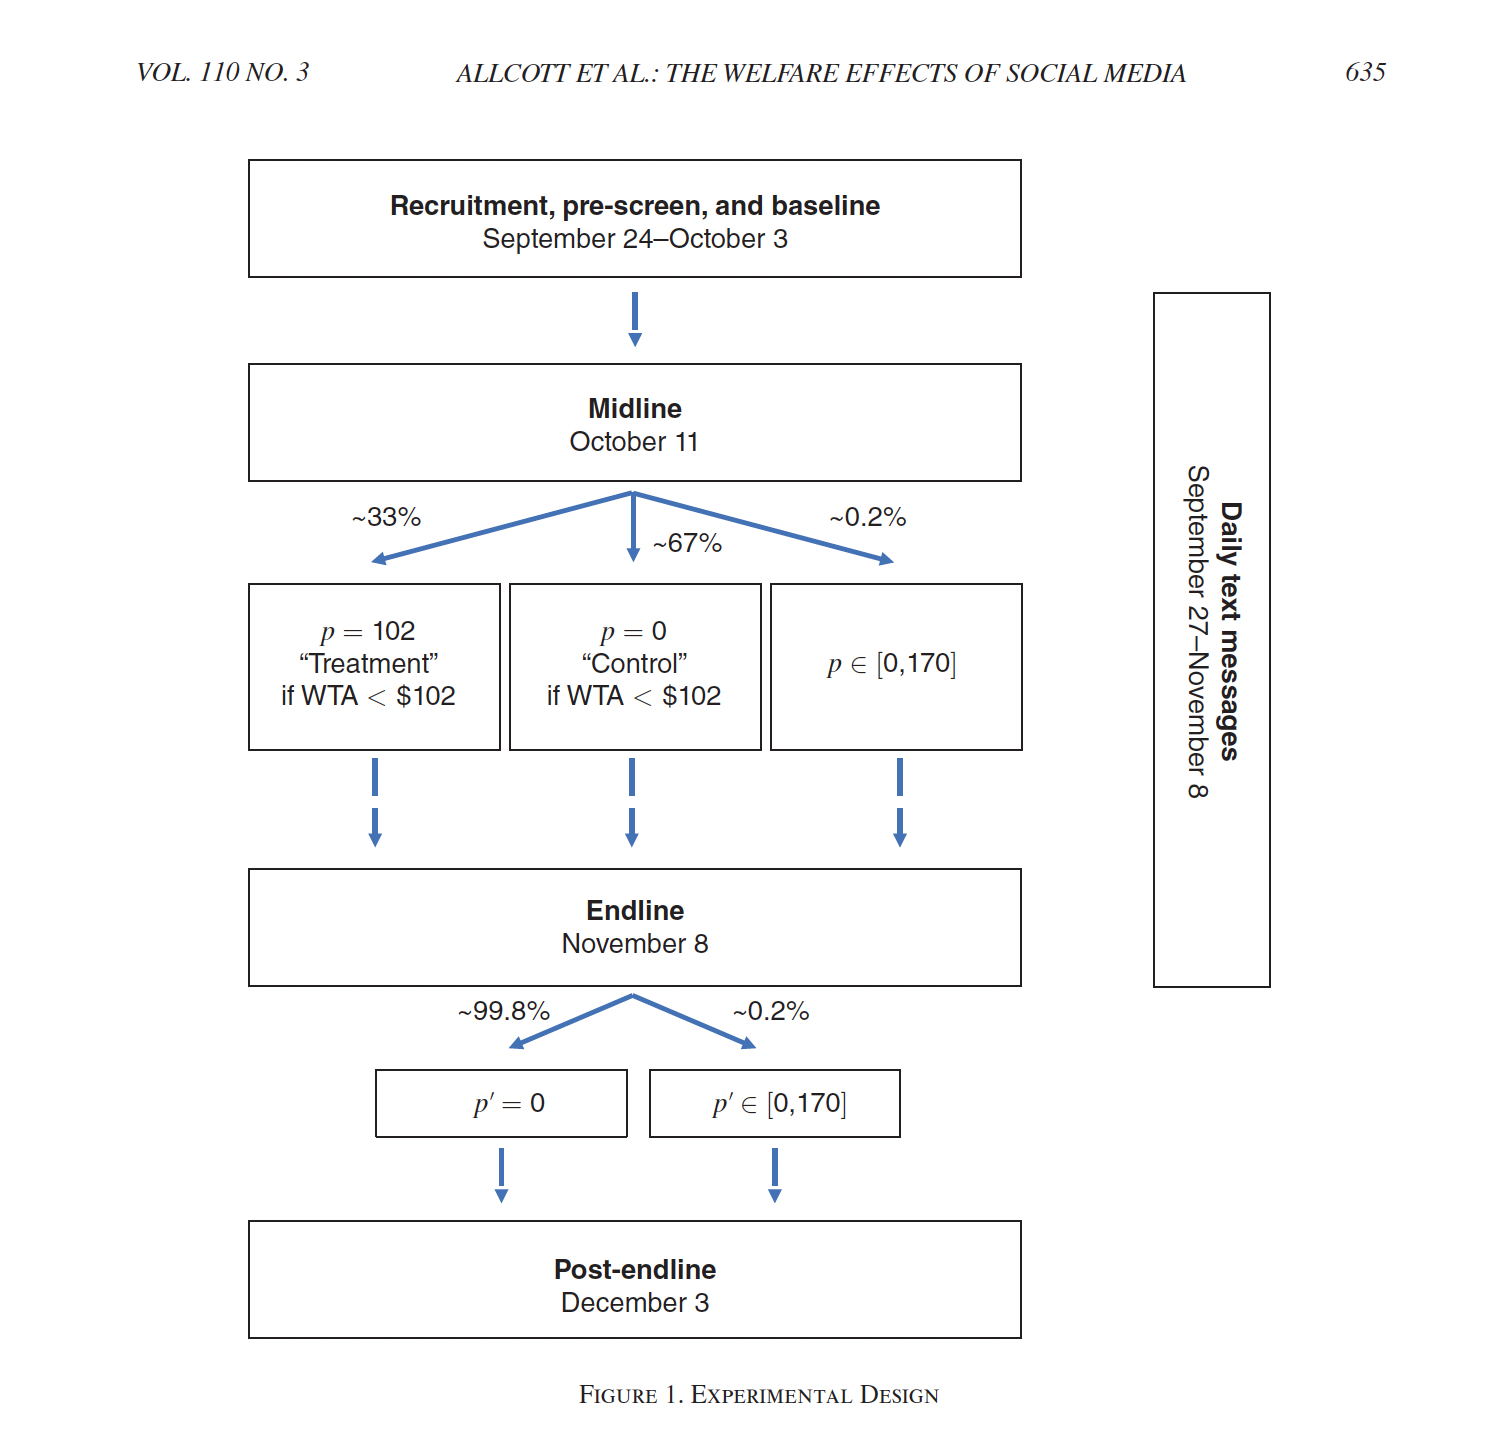 VOL. 110 NO. 3 ALLCOTT ET AL.: THE WELFARE EFFECTS OF SOCIAL MEDIA 635
Recruitment, pre-screen, and baseline
September 24–October 3
Midline
October 11
~33%
~67%
~0.2%
p = 102
“Treatment”
if WTA < $102
p = 0
“Control”
if WTA < $102
p ∈ [0,170]
Endline
November 8
~99.8%
~0.2%
p′ = 0
p′ ∈ [0,170]
Post-endline
December 3
Daily text messages
September 27–November 8
FIGURE 1. EXPERIMENTAL DESIGN